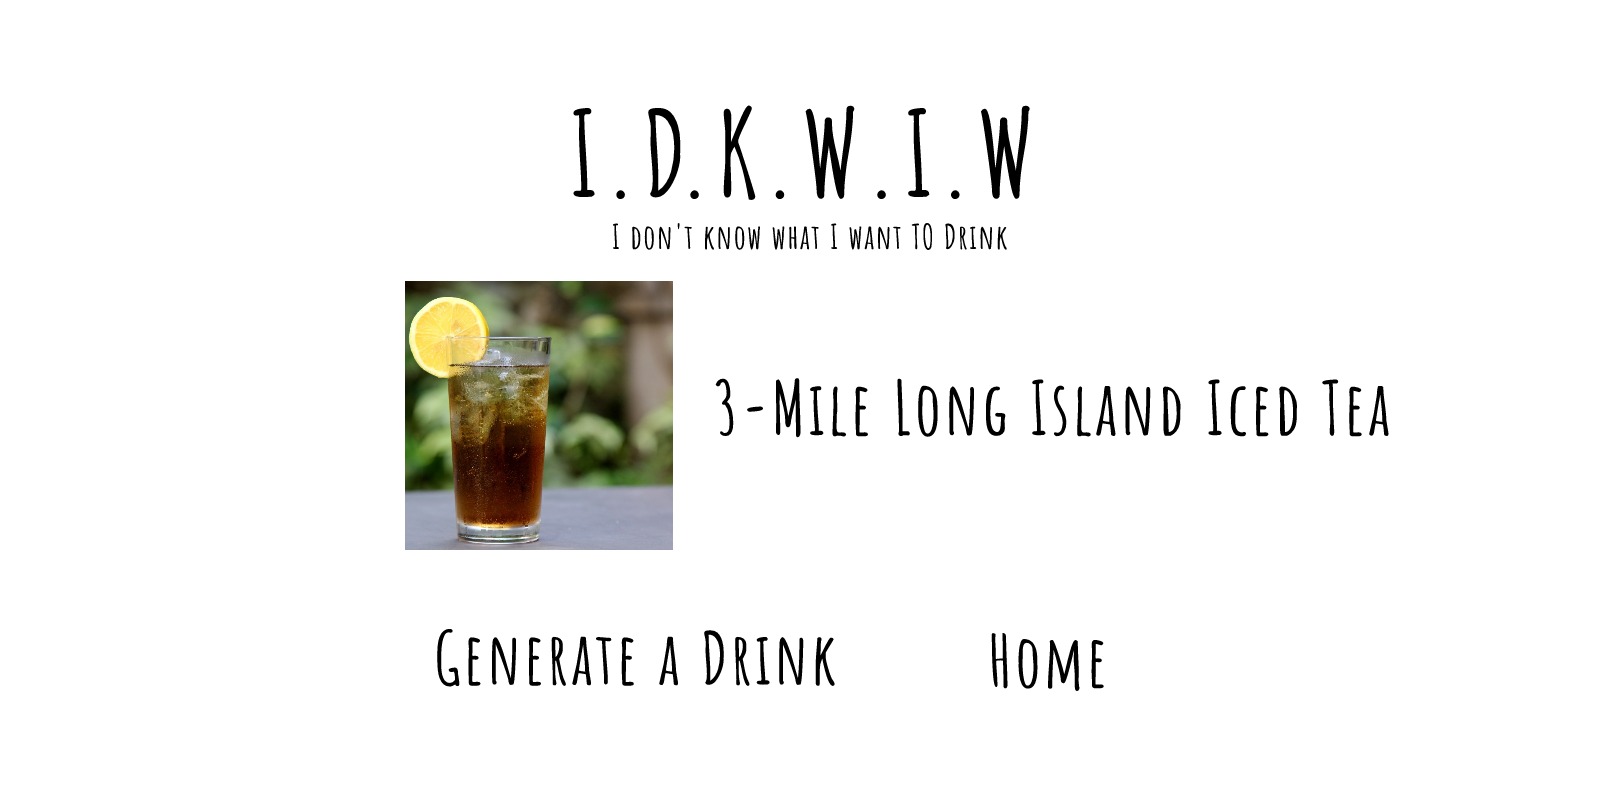 I.D.K.W.I.W
I don't know what I want TO Drink
3-Mile Long Island Iced Tea
Generate a Drink
Home